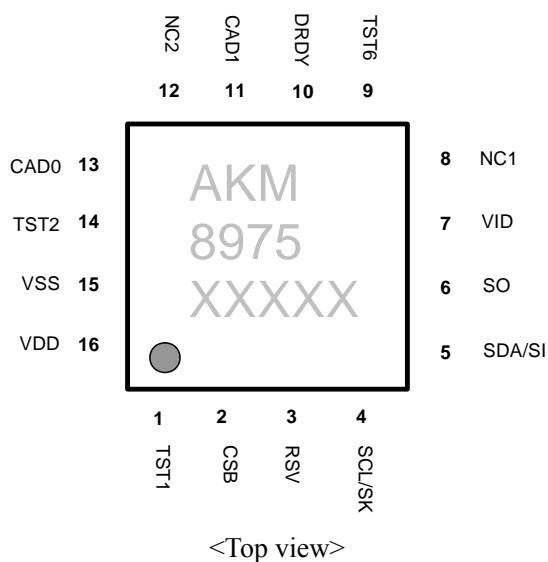 NC2 CAD1 DRDY TST6
12 11 10 9
CAD0 13
TST2 14
VSS 15
VDD 16
AKM
8975
XXXXX
8 NC1
7 VID
6 SO
5 SDA/SI
1 2 3 4
TST1 CSB RSV SCL/SK
<Top view>